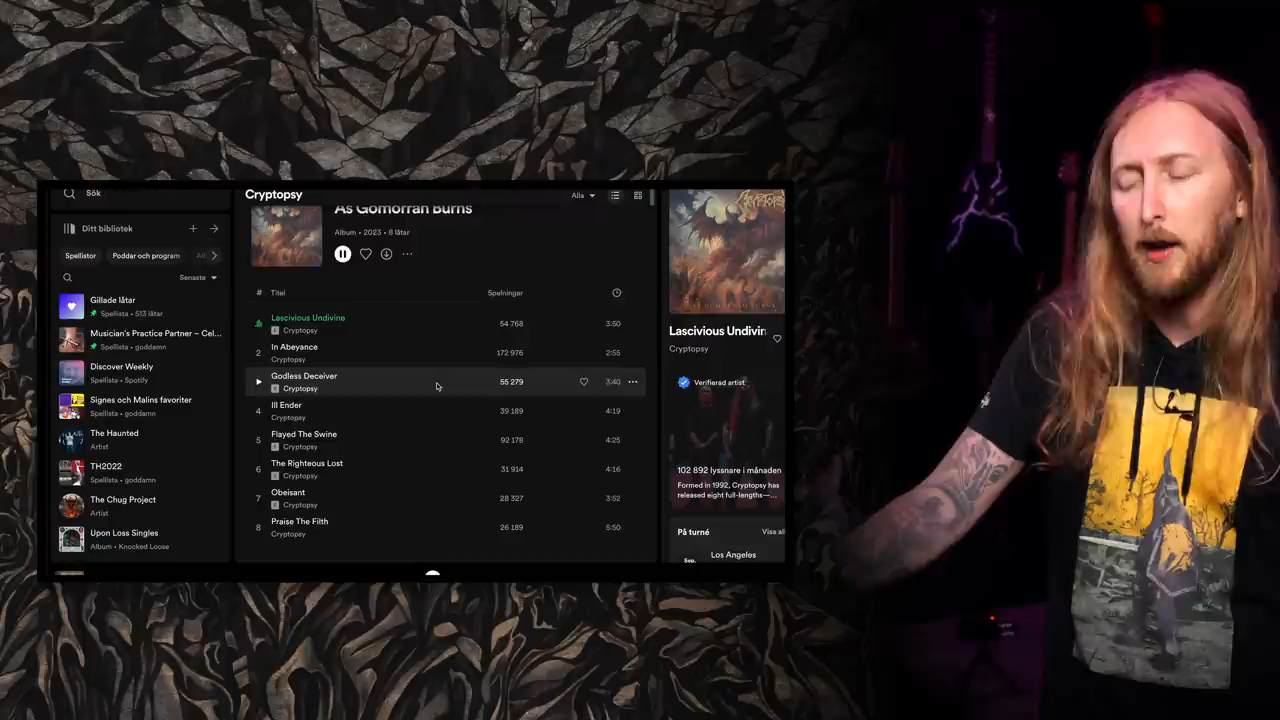 Sök
Ditt bibliotek
Spellistor
Poddar och program
Senaste
Gillade låtar
Spellista • 513 låtar
Musician's Practice Partner – Cel...
Spellista • goddamn
Discover Weekly
Spellista • Spotify
Signes och Malins favoriter
Spellista • goddamn
The Haunted
Artist
TH2022
Spellista • goddamn
The Chug Project
Artist
Upon Loss Singles
Album • Knocked Loose
Cryptopsy
Alla
As Gomorrah Burns
Album • 2023 • 8 låtar
# Titel Spelningar
Lascivious Undivine 54 768 3:50
E Cryptopsy
2 In Abeyance 172 976 2:55
Cryptopsy
Godless Deceiver 55 279 3:40
E Cryptopsy
4 Ill Ender 39 189 4:19
Cryptopsy
5 Flayed The Swine 92 178 4:25
E Cryptopsy
6 The Righteous Lost 31 914 4:16
E Cryptopsy
7 Obeisant 28 327 3:52
E Cryptopsy
8 Praise The Filth 26 189 5:50
Cryptopsy
Lascivious Undivin
Cryptopsy
Verifierad artist
102 892 lyssnare i månaden
Formed in 1992, Cryptopsy has
released eight full-lengths—...
På turné Visa all
Sep. Los Angeles